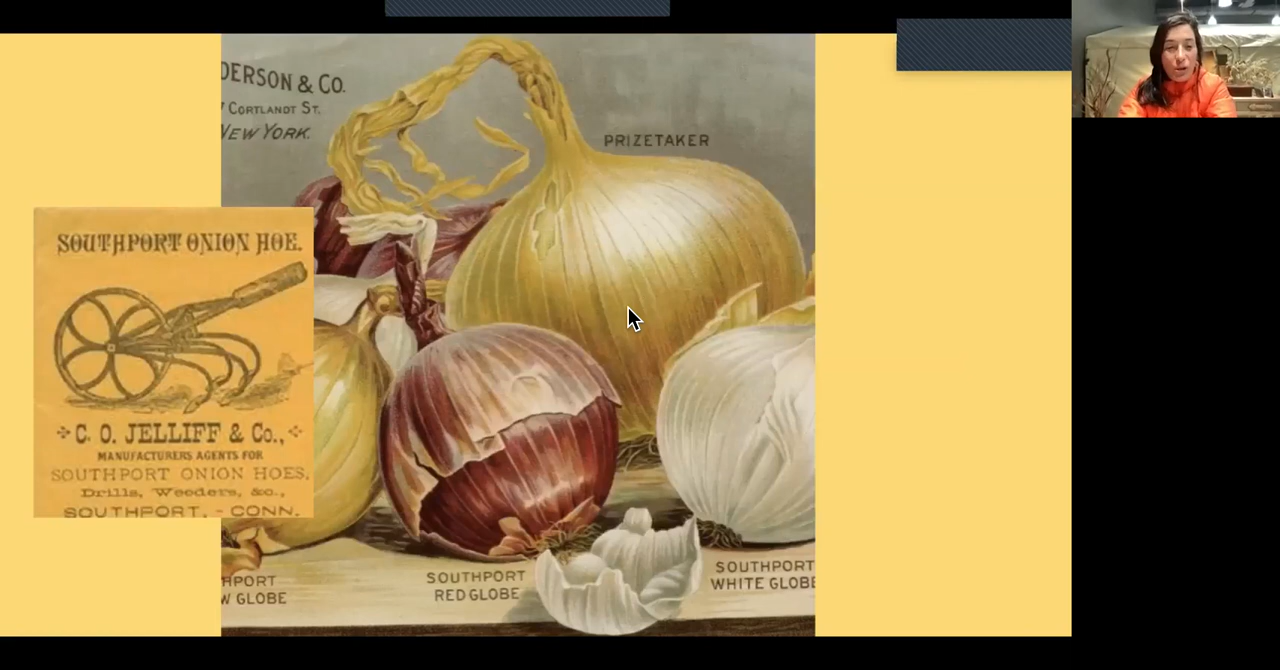 DERSON & CO.
CORTLANDT ST.
NEW YORK.
PRIZETAKER
SOUTHPORT ONION HOE.
C. O. JELLIFF & Co.,
MANUFACTURERS AGENTS FOR
SOUTHPORT ONION HOES,
Drills, Weeders, &c.,
SOUTHPORT, - CONN.
HPORT
W GLOBE
SOUTHPORT
RED GLOBE
SOUTHPORT
WHITE GLOBE